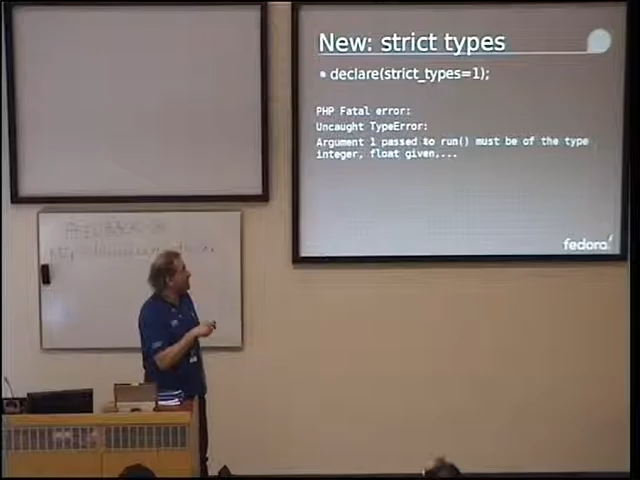 New: strict types
• declare(strict_types=1);
PHP Fatal error:
Uncaught TypeError:
Argument 1 passed to run() must be of the type
integer, float given,...
fedora
FEEDBACK